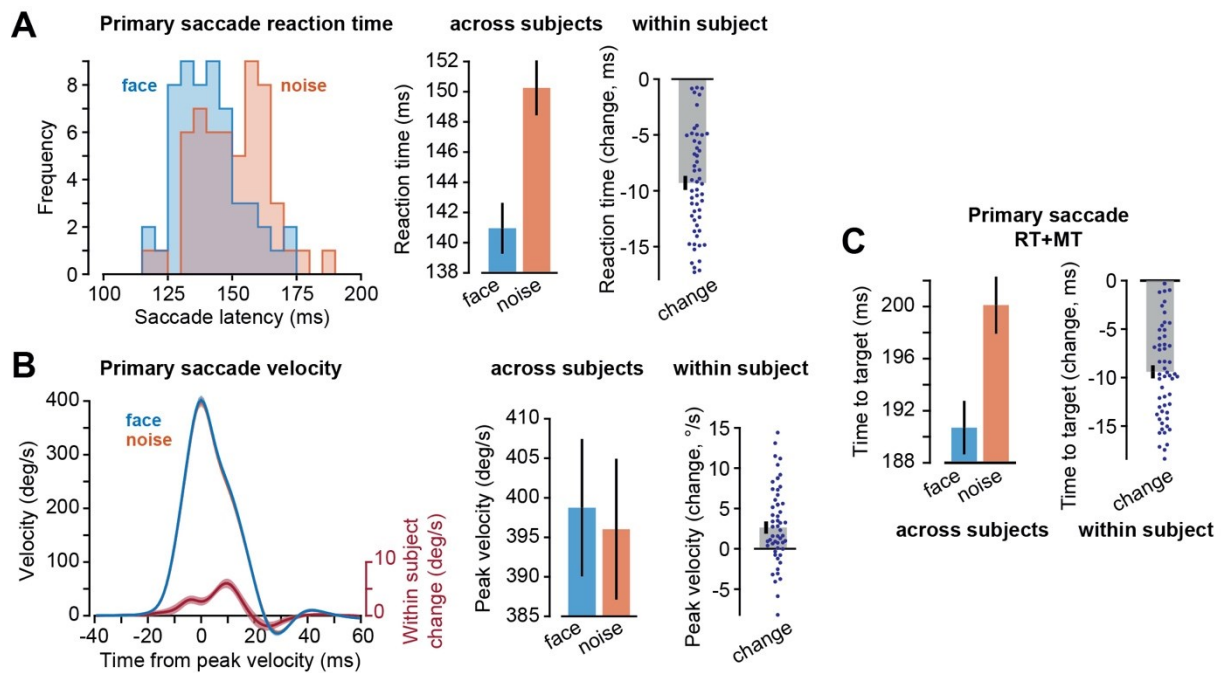 A
Primary saccade reaction time
across subjects
within subject
face
noise
Frequency
8
6
4
2
0
100
125
150
175
200
Saccade latency (ms)
Reaction time (ms)
152
150
148
146
144
142
140
138
face
noise
Reaction time (change, ms)
0
-5
-10
-15
change
B
Primary saccade velocity
across subjects
within subject
face
noise
Velocity (deg/s)
400
300
200
100
0
-40
-20
0
20
40
60
Time from peak velocity (ms)
10
0
Within subject
change (deg/s)
Peak velocity (deg/s)
410
400
390
385
face
noise
Peak velocity (change, °/s)
15
10
5
0
-5
change
C
Primary saccade
RT+MT
Time to target (ms)
200
196
192
188
face
noise
across subjects
Time to target (change, ms)
0
-5
-10
-15
change
within subject